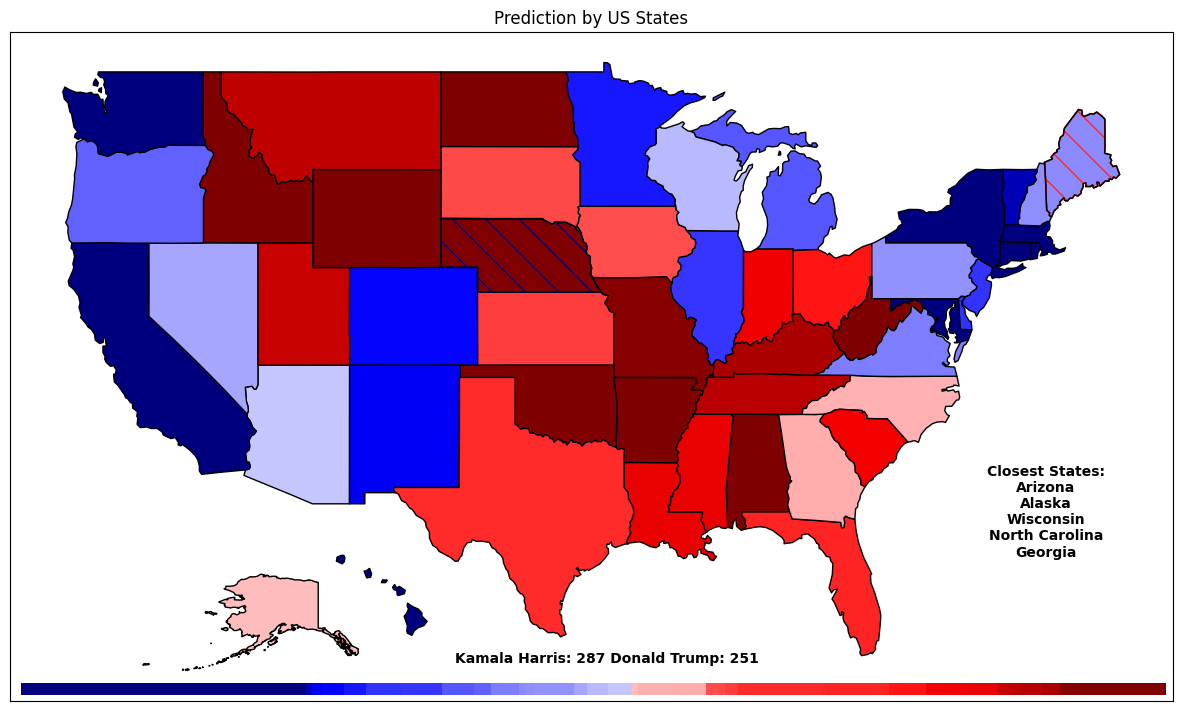 Prediction by US States
Closest States:
Arizona
Alaska
Wisconsin
North Carolina
Georgia
Kamala Harris: 287 Donald Trump: 251